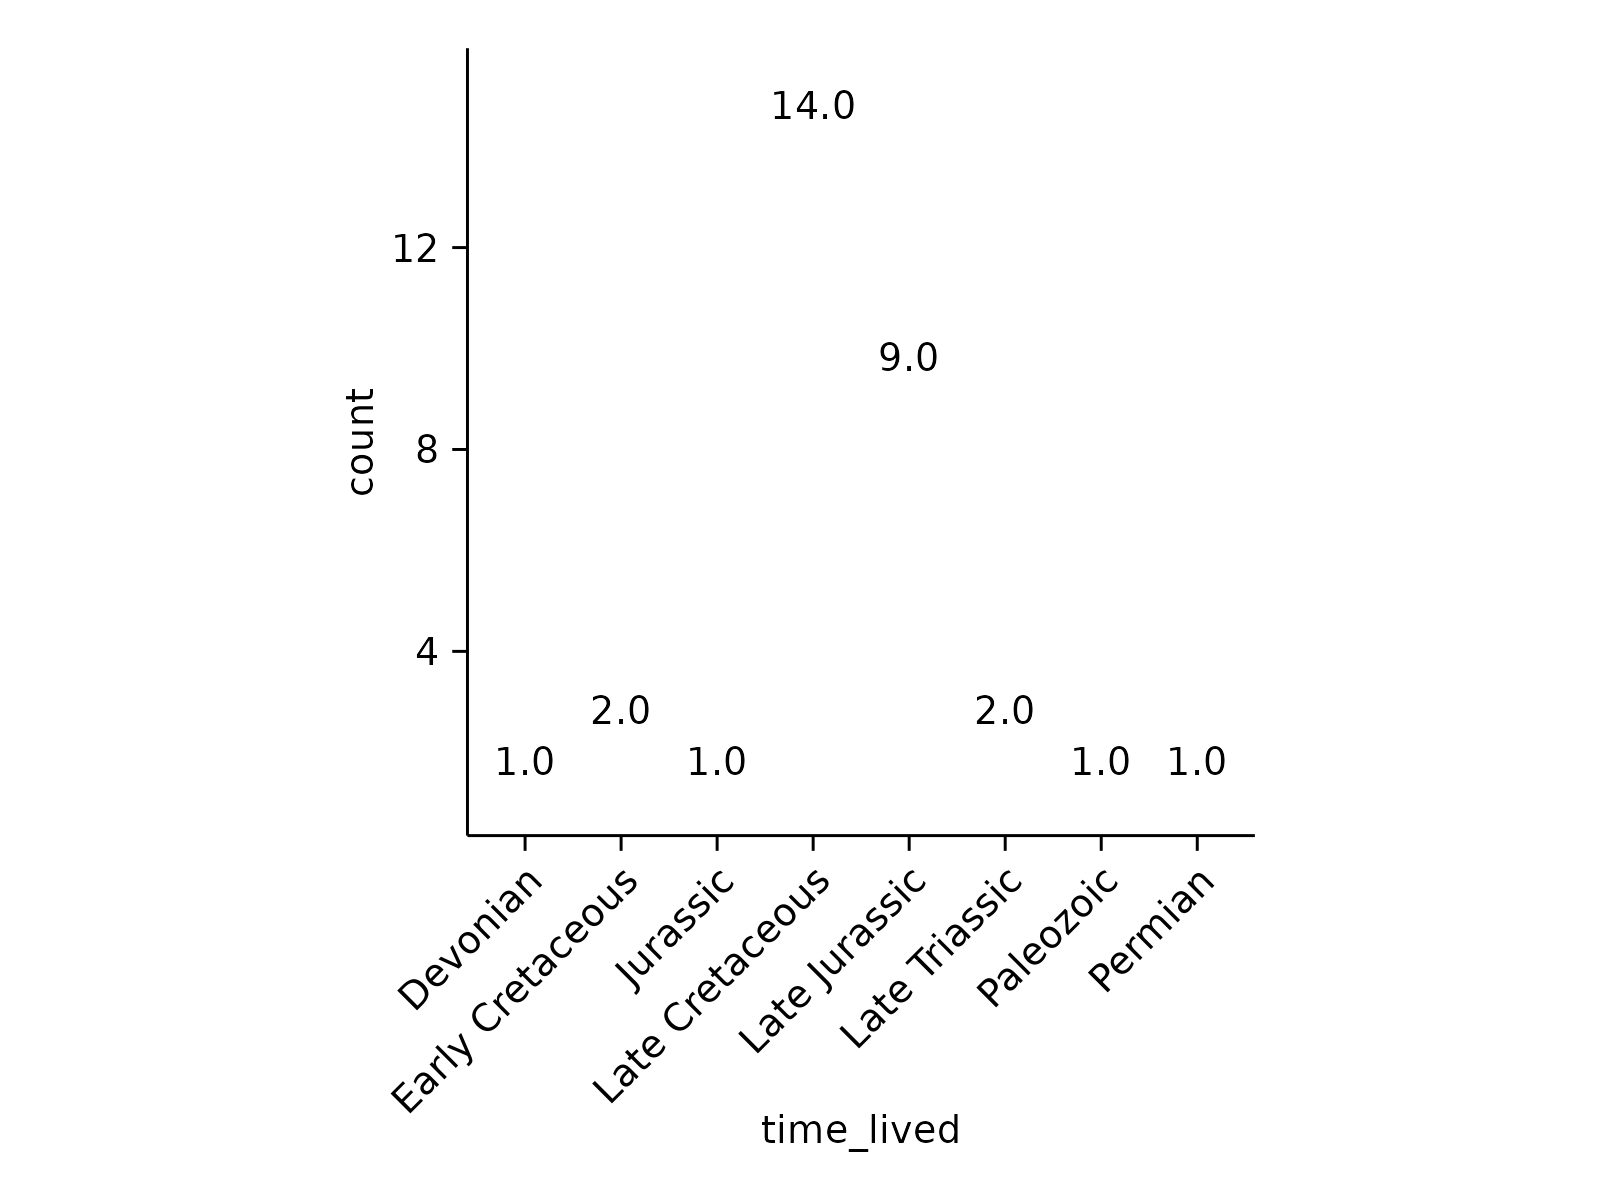 14.0
12
9.0
count
8
4
2.0
2.0
1.0
1.0
1.0
1.0
Devonian
Early Cretaceous
Jurassic
Late Cretaceous
Late Jurassic
Late Triassic
Paleozoic
Permian
time_lived